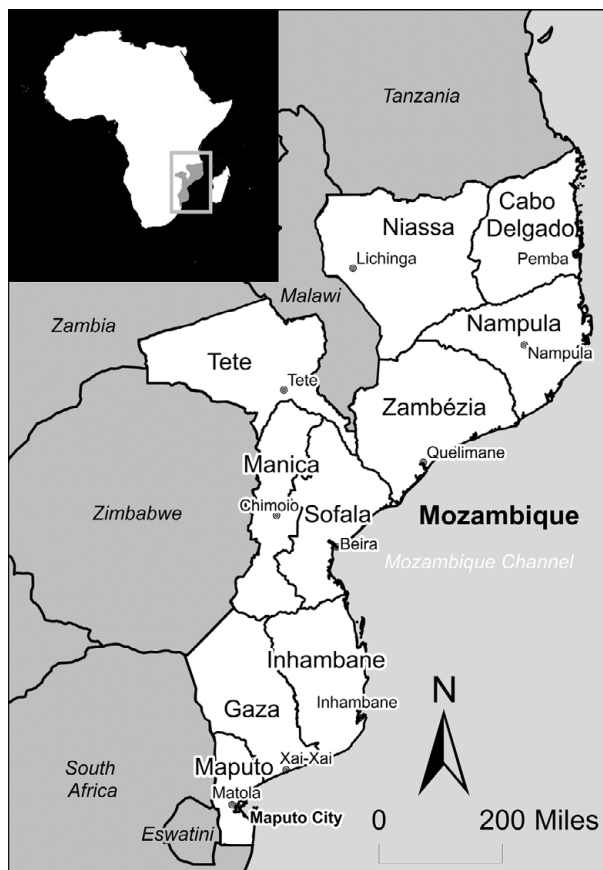 Tanzania
Cabo
Delgado
Niassa
Pemba
Lichinga
Malawi
Zambia
Nampula
Nampula
Tete
Tete
Zambézia
Quelimane
Manica
Chimoio
Sofala
Zimbabwe
Mozambique
Beira
Mozambique Channel
Inhambane
Inhambane
Gaza
N
Xai-Xai
Maputo
South
Africa
Matola
Maputo City
Eswatini
0 200 Miles